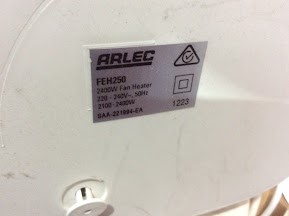 ARLEC
FEH250
2400W Fan Heater
220 - 240V~, 50Hz
2100-2400W
SAA-221694-EA
1223